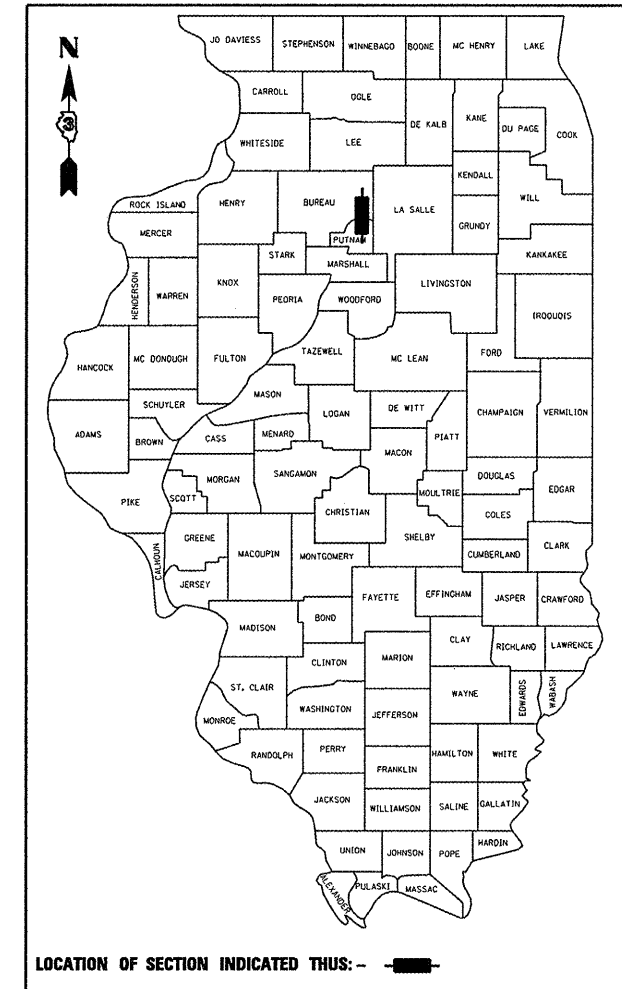 JO DAVIESS STEPHENSON WINNEBAGO BOONE MC HENRY LAKE
N
CARROLL OGLE
3
DE KALB KANE DU PAGE COOK
WHITESIDE LEE
KENDALL
ROCK ISLAND HENRY BUREAU LA SALLE WILL
GRUNDY
MERCER PUTNAM
STARK MARSHALL KANKAKEE
HENDERSON WARREN KNOX PEORIA WOODFORD LIVINGSTON
IROQUOIS
HANCOCK MC DONOUGH FULTON TAZEWELL MC LEAN FORD
MASON
SCHUYLER LOGAN DE WITT CHAMPAIGN VERMILION
ADAMS BROWN CASS MENARD MACON PIATT
MORGAN SANGAMON DOUGLAS EDGAR
PIKE SCOTT CHRISTIAN MOULTRIE COLES
GREENE MACOUPIN MONTGOMERY SHELBY
CALHOUN CUMBERLAND CLARK
JERSEY FAYETTE EFFINGHAM JASPER CRAWFORD
MADISON BOND
CLINTON MARION CLAY RICHLAND LAWRENCE
ST. CLAIR WASHINGTON JEFFERSON WAYNE EDWARDS WABASH
MONROE
RANDOLPH PERRY FRANKLIN HAMILTON WHITE
JACKSON WILLIAMSON SALINE GALLATIN
UNION JOHNSON POPE HARDIN
ALEXANDER PULASKI MASSAC
LOCATION OF SECTION INDICATED THUS: -